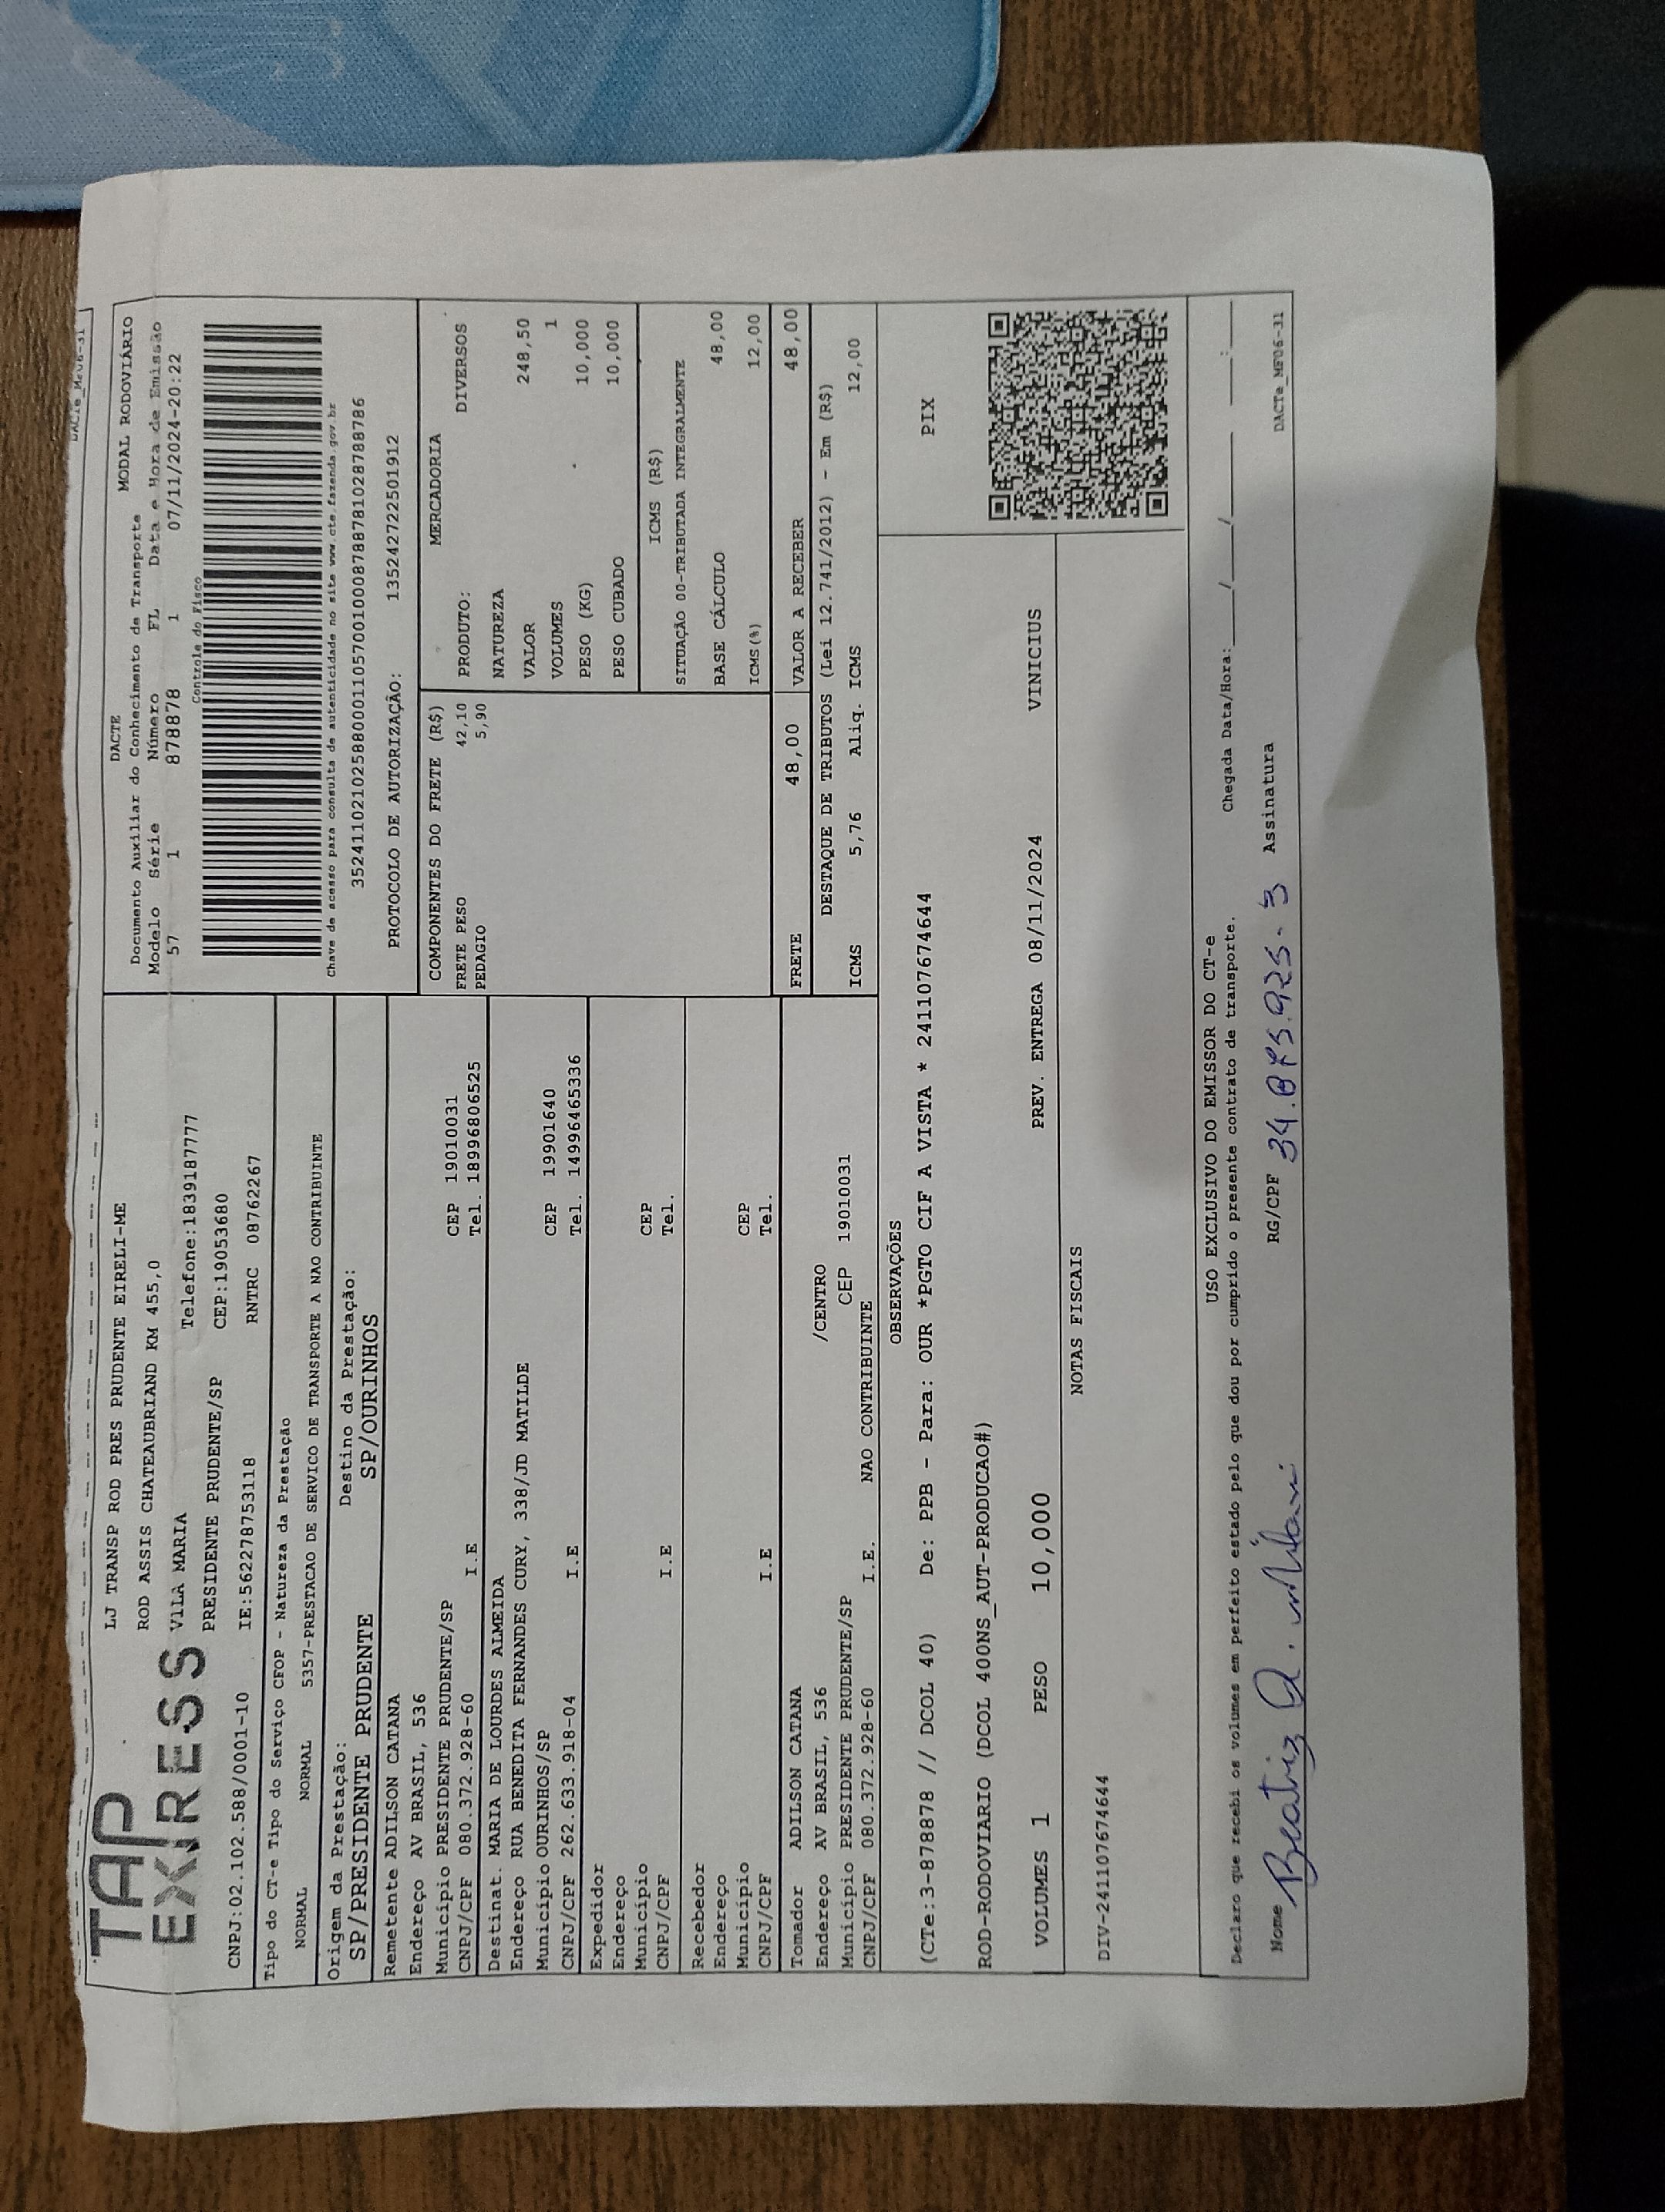 DACTe_MF06-31
TAP
EXPRESS
LJ TRANSP ROD PRES PRUDENTE EIRELI-ME
ROD ASSIS CHATEAUBRIAND KM 455,0
VILA MARIA Telefone:1839187777
PRESIDENTE PRUDENTE/SP CEP:19053680
CNPJ:02.102.588/0001-10 IE:562278753118 RNTRC 08762267
Tipo do CT-e Tipo do Serviço CFOP - Natureza da Prestação
NORMAL NORMAL 5357-PRESTACAO DE SERVICO DE TRANSPORTE A NAO CONTRIBUINTE
Origem da Prestação: Destino da Prestação:
SP/PRESIDENTE PRUDENTE SP/OURINHOS
DACTE
Documento Auxiliar do Conhecimento de Transporte MODAL RODOVIÁRIO
Modelo Série Número FL Data e Hora de Emissão
57 1 878878 1 07/11/2024-20:22
Controle do Fisco
Chave de acesso para consulta de autenticidade no site www.cte.fazenda.gov.br
35241102102588000110570010008788781028788786
PROTOCOLO DE AUTORIZAÇÃO: 135242722501912
Remetente ADILSON CATANA
Endereço AV BRASIL, 536
Município PRESIDENTE PRUDENTE/SP CEP 19010031
CNPJ/CPF 080.372.928-60 I.E Tel. 18996806525
Destinat. MARIA DE LOURDES ALMEIDA
Endereço RUA BENEDITA FERNANDES CURY, 338/JD MATILDE
Município OURINHOS/SP CEP 19901640
CNPJ/CPF 262.633.918-04 I.E Tel. 14996465336
Expedidor
Endereço
Município CEP
CNPJ/CPF I.E Tel.
Recebedor
Endereço
Município CEP
CNPJ/CPF I.E Tel.
Tomador ADILSON CATANA
Endereço AV BRASIL, 536 /CENTRO
Município PRESIDENTE PRUDENTE/SP CEP 19010031
CNPJ/CPF 080.372.928-60 I.E. NAO CONTRIBUINTE
COMPONENTES DO FRETE (R$)
FRETE PESO 42,10
PEDAGIO 5,90
MERCADORIA
PRODUTO: DIVERSOS
NATUREZA
VALOR 248,50
VOLUMES 1
PESO (KG) 10,000
PESO CUBADO 10,000
ICMS (R$)
SITUAÇÃO 00-TRIBUTADA INTEGRALMENTE
BASE CÁLCULO 48,00
ICMS(%) 12,00
FRETE 48,00 VALOR A RECEBER 48,00
DESTAQUE DE TRIBUTOS (Lei 12.741/2012) - Em (R$)
ICMS 5,76 Aliq. ICMS 12,00
OBSERVAÇÕES
(CTe:3-878878 // DCOL 40) De: PPB - Para: OUR *PGTO CIF A VISTA * 241107674644
ROD-RODOVIARIO (DCOL 400NS_AUT-PRODUCAO#)
PIX
VOLUMES 1 PESO 10,000 PREV. ENTREGA 08/11/2024 VINICIUS
NOTAS FISCAIS
DIV-241107674644
USO EXCLUSIVO DO EMISSOR DO CT-e
Declaro que recebi os volumes em perfeito estado pelo que dou por cumprido o presente contrato de transporte. Chegada Data/Hora:____/____/____ ____:____
Nome Beatriz Q. Milani RG/CPF 34.875.925-3 Assinatura
DACTe_MF06-31